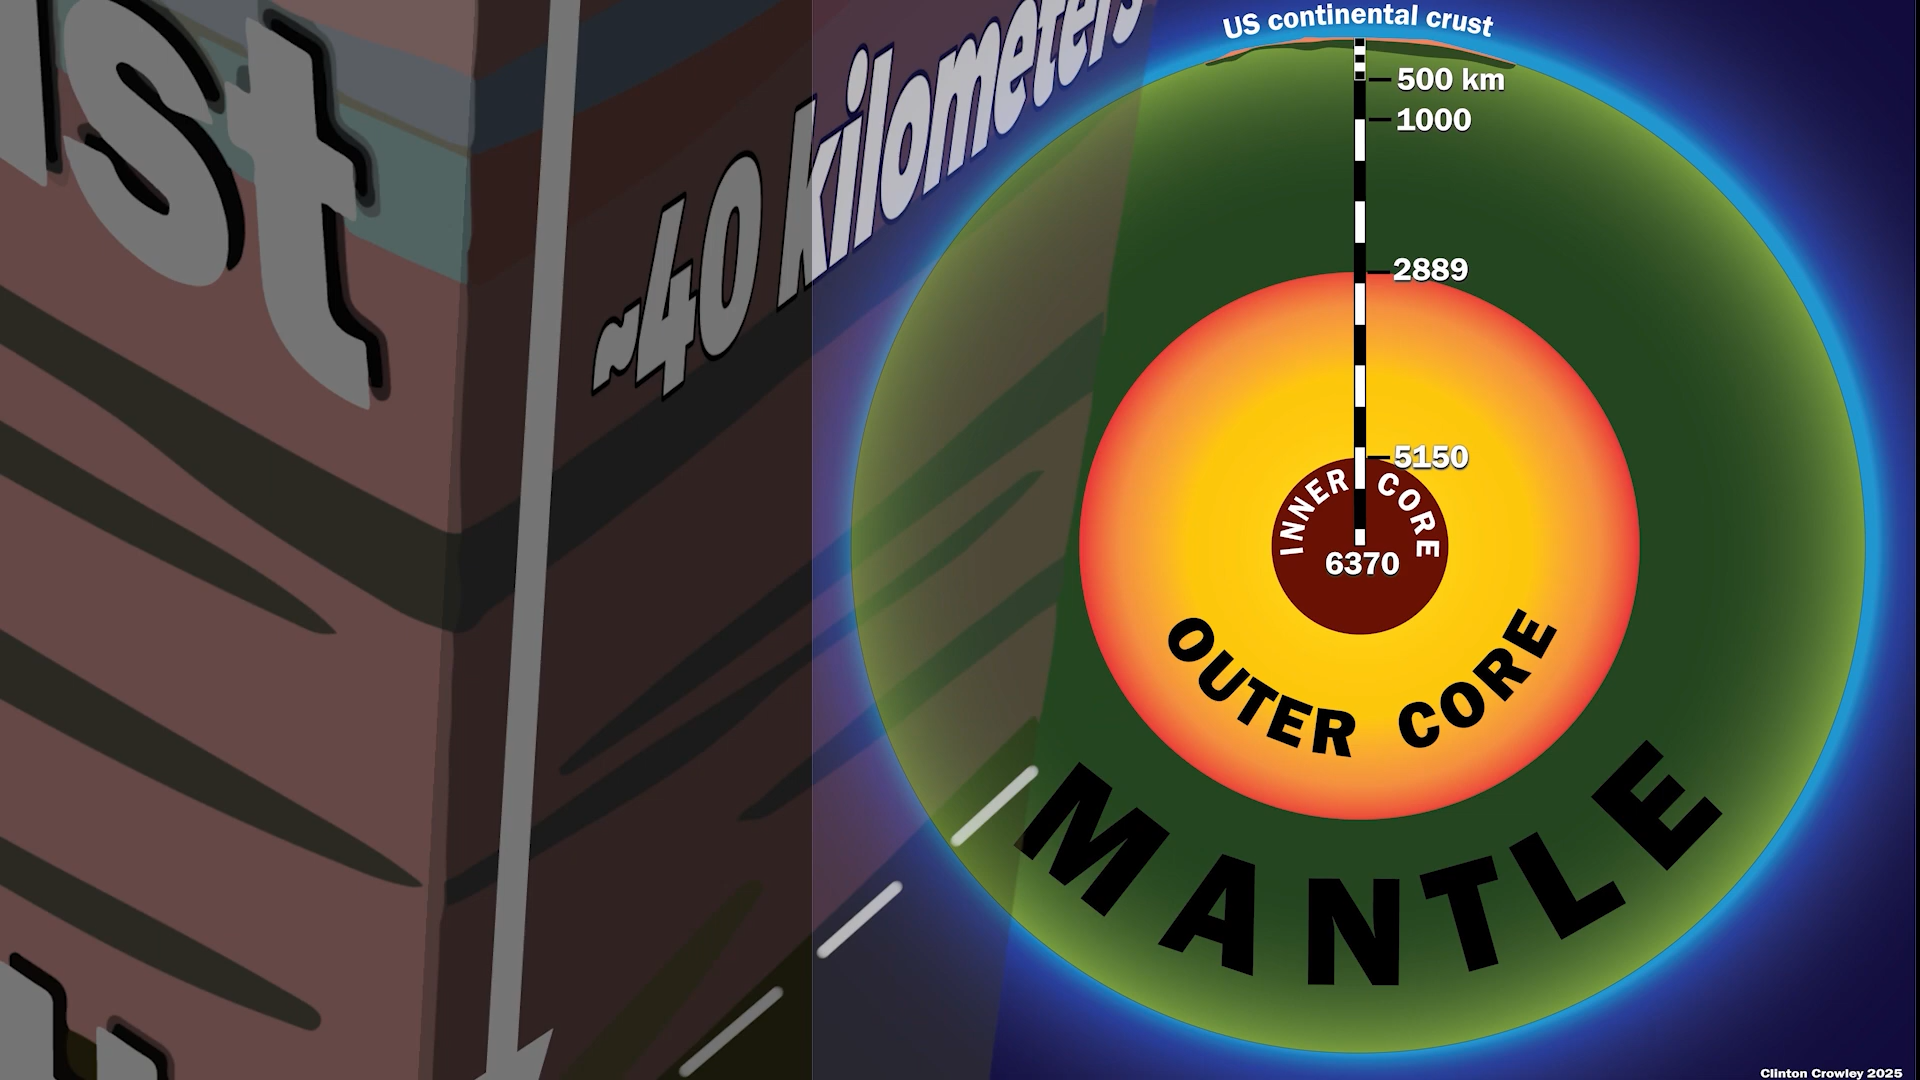 st
~40 kilometers
US continental crust
500 km
1000
2889
5150
INNER CORE
6370
OUTER CORE
MANTLE
Clinton Crowley 2025